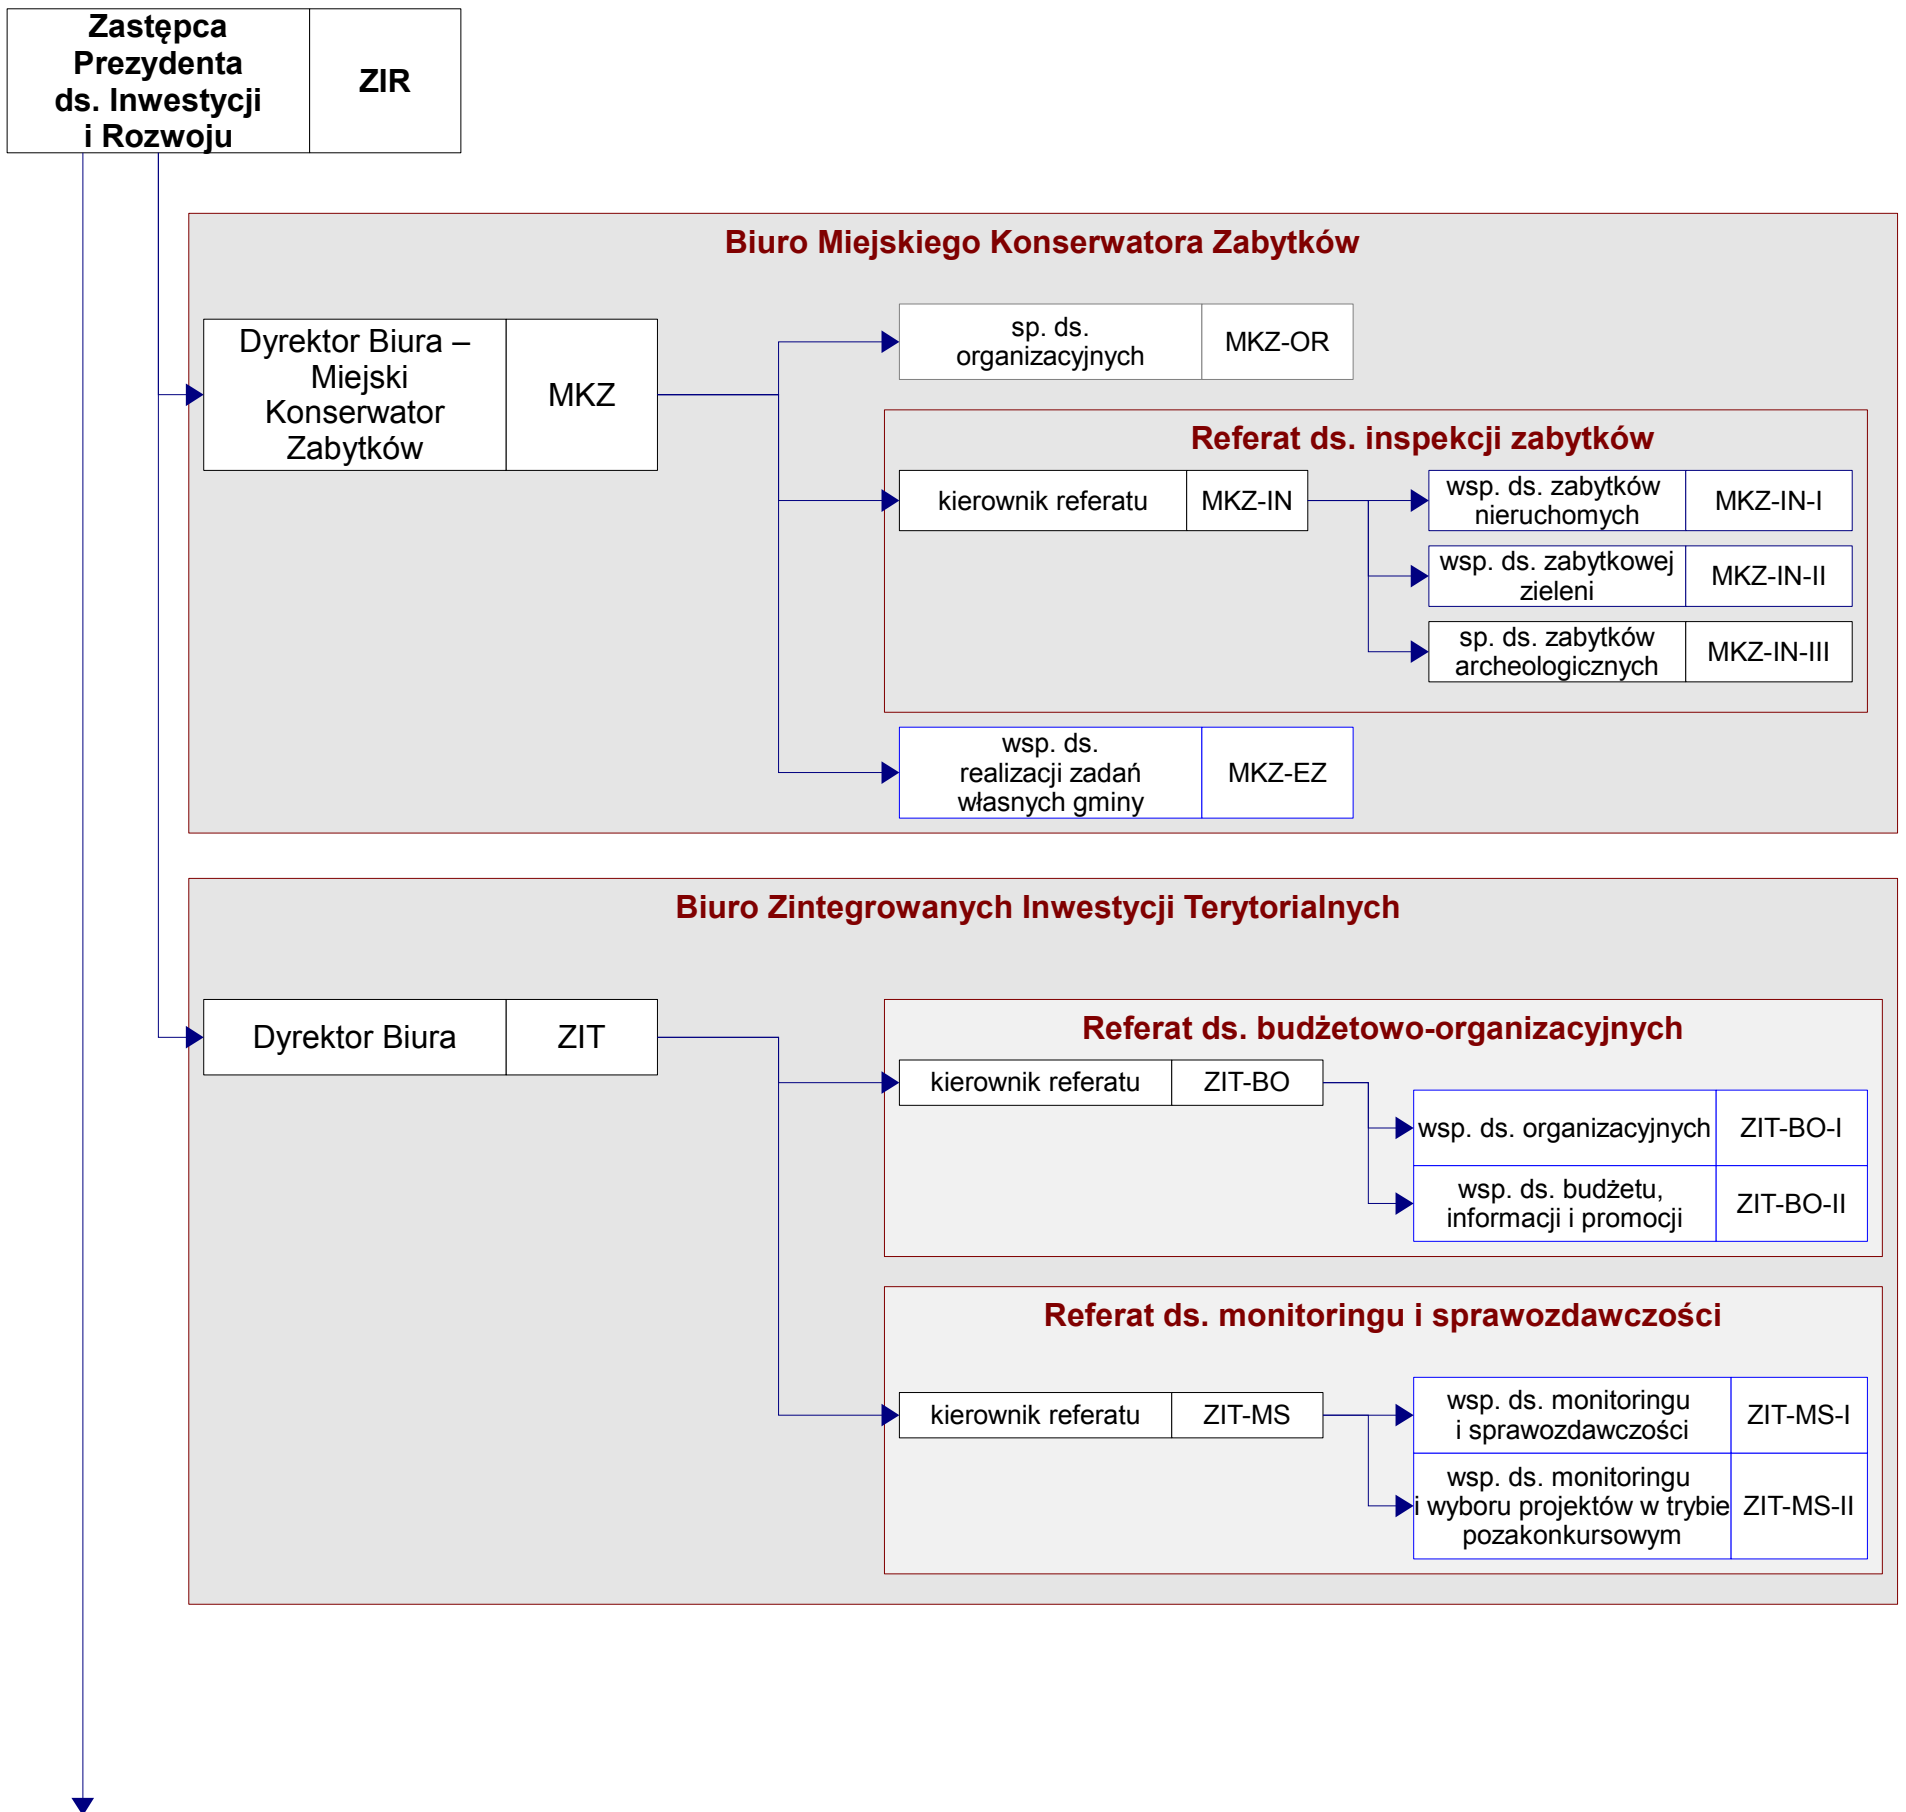 Zastępca
Prezydenta
ds. Inwestycji
i Rozwoju
ZIR
Biuro Miejskiego Konserwatora Zabytków
Dyrektor Biura –
Miejski
Konserwator
Zabytków
MKZ
sp. ds.
organizacyjnych
MKZ-OR
Referat ds. inspekcji zabytków
kierownik referatu
MKZ-IN
wsp. ds. zabytków
nieruchomych
MKZ-IN-I
wsp. ds. zabytkowej
zieleni
MKZ-IN-II
sp. ds. zabytków
archeologicznych
MKZ-IN-III
wsp. ds.
realizacji zadań
własnych gminy
MKZ-EZ
Biuro Zintegrowanych Inwestycji Terytorialnych
Dyrektor Biura
ZIT
Referat ds. budżetowo-organizacyjnych
kierownik referatu
ZIT-BO
wsp. ds. organizacyjnych
ZIT-BO-I
wsp. ds. budżetu,
informacji i promocji
ZIT-BO-II
Referat ds. monitoringu i sprawozdawczości
kierownik referatu
ZIT-MS
wsp. ds. monitoringu
i sprawozdawczości
ZIT-MS-I
wsp. ds. monitoringu
i wyboru projektów w trybie
pozakonkursowym
ZIT-MS-II